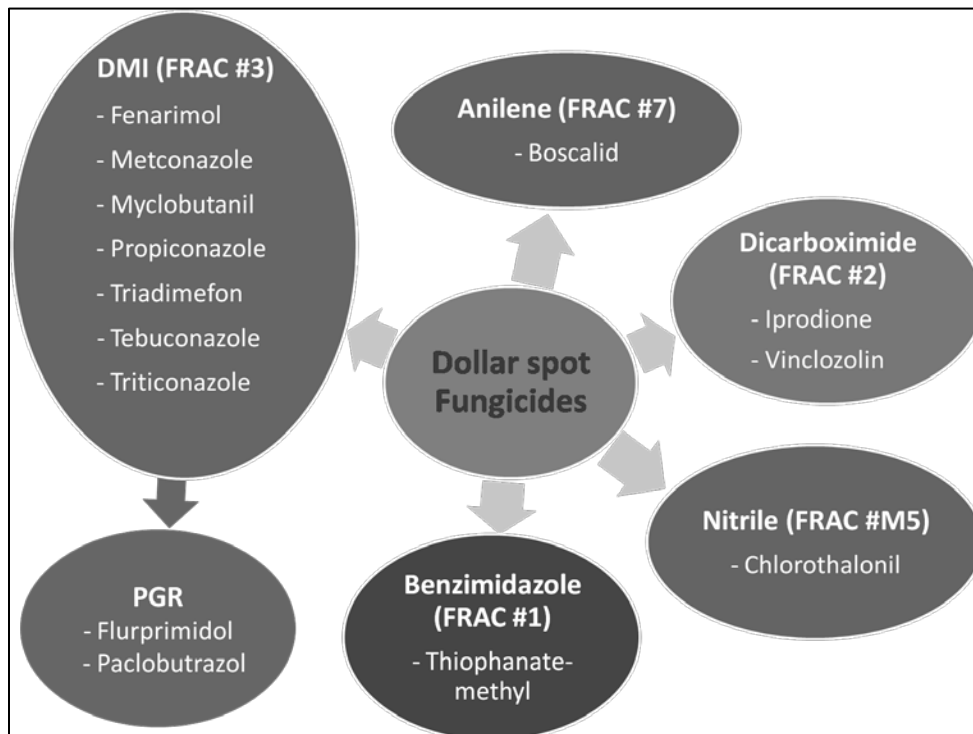 DMI (FRAC #3)
- Fenarimol
- Metconazole
- Myclobutanil
- Propiconazole
- Triadimefon
- Tebuconazole
- Triticonazole
Anilene (FRAC #7)
- Boscalid
Dicarboximide
(FRAC #2)
- Iprodione
- Vinclozolin
Dollar spot
Fungicides
Nitrile (FRAC #M5)
- Chlorothalonil
Benzimidazole
(FRAC #1)
- Thiophanate-
methyl
PGR
- Flurprimidol
- Paclobutrazol